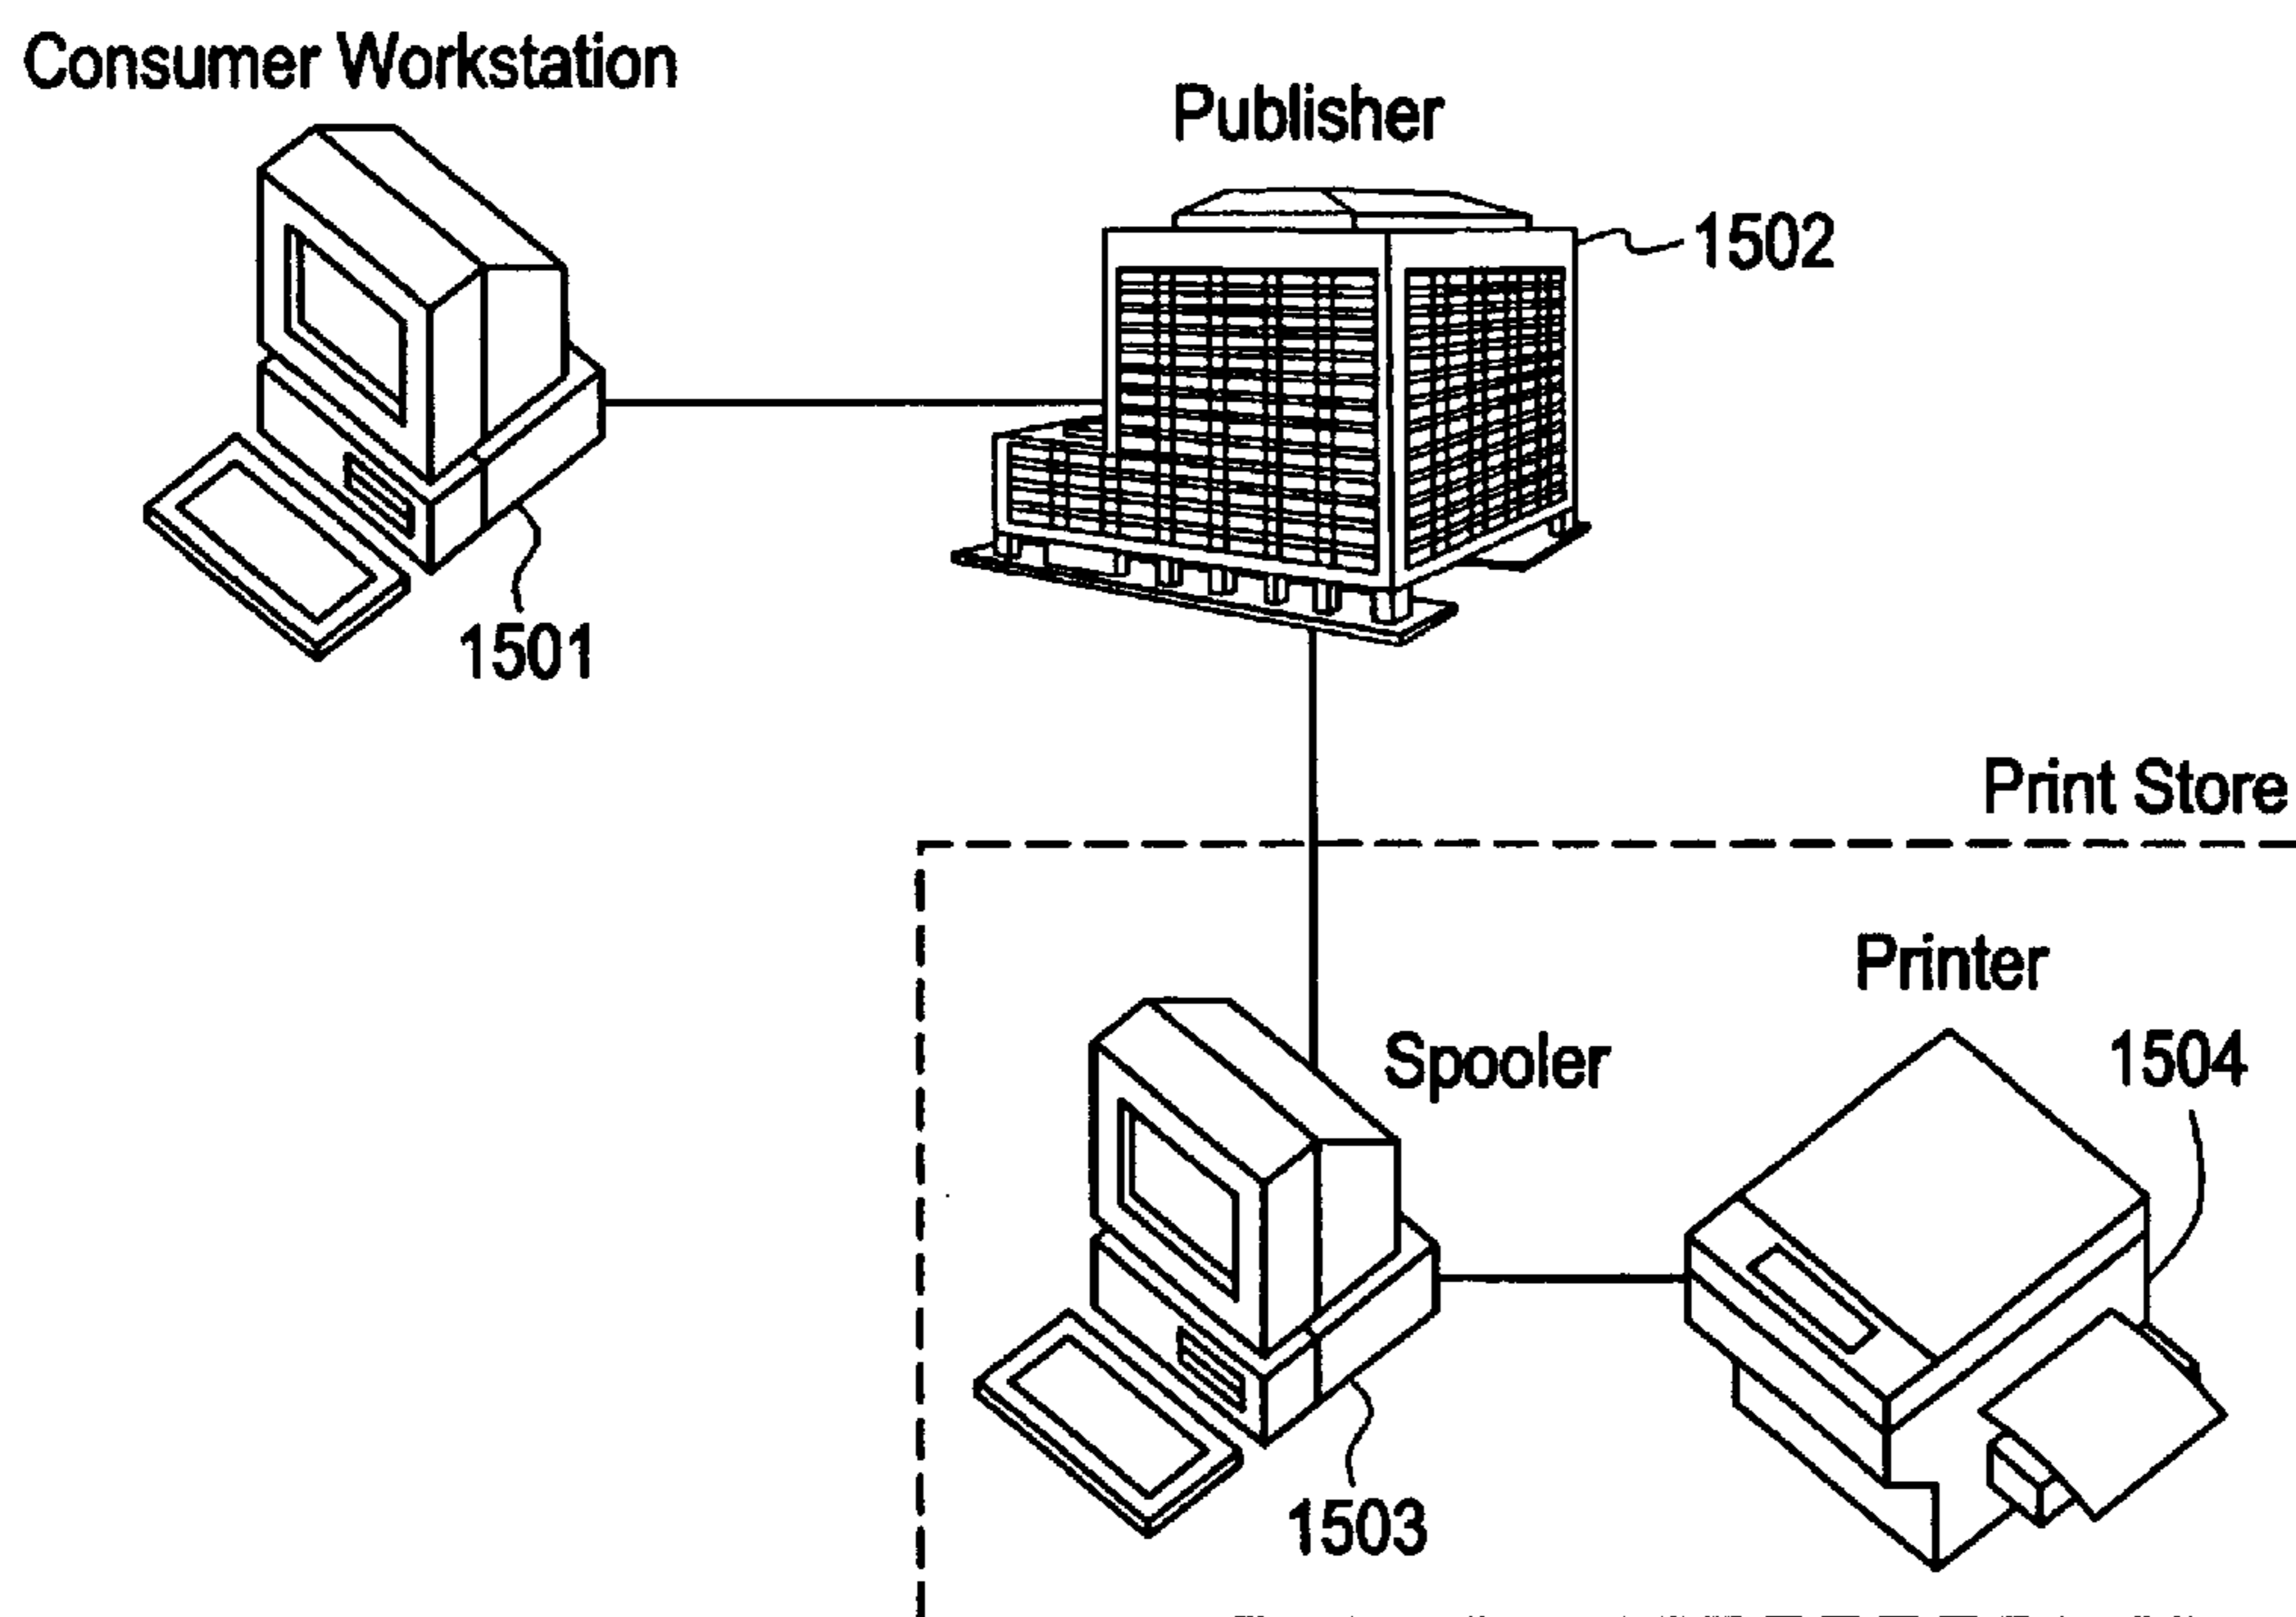 Consumer Workstation
Publisher
1502
1501
Print Store
Printer
Spooler
1504
1503